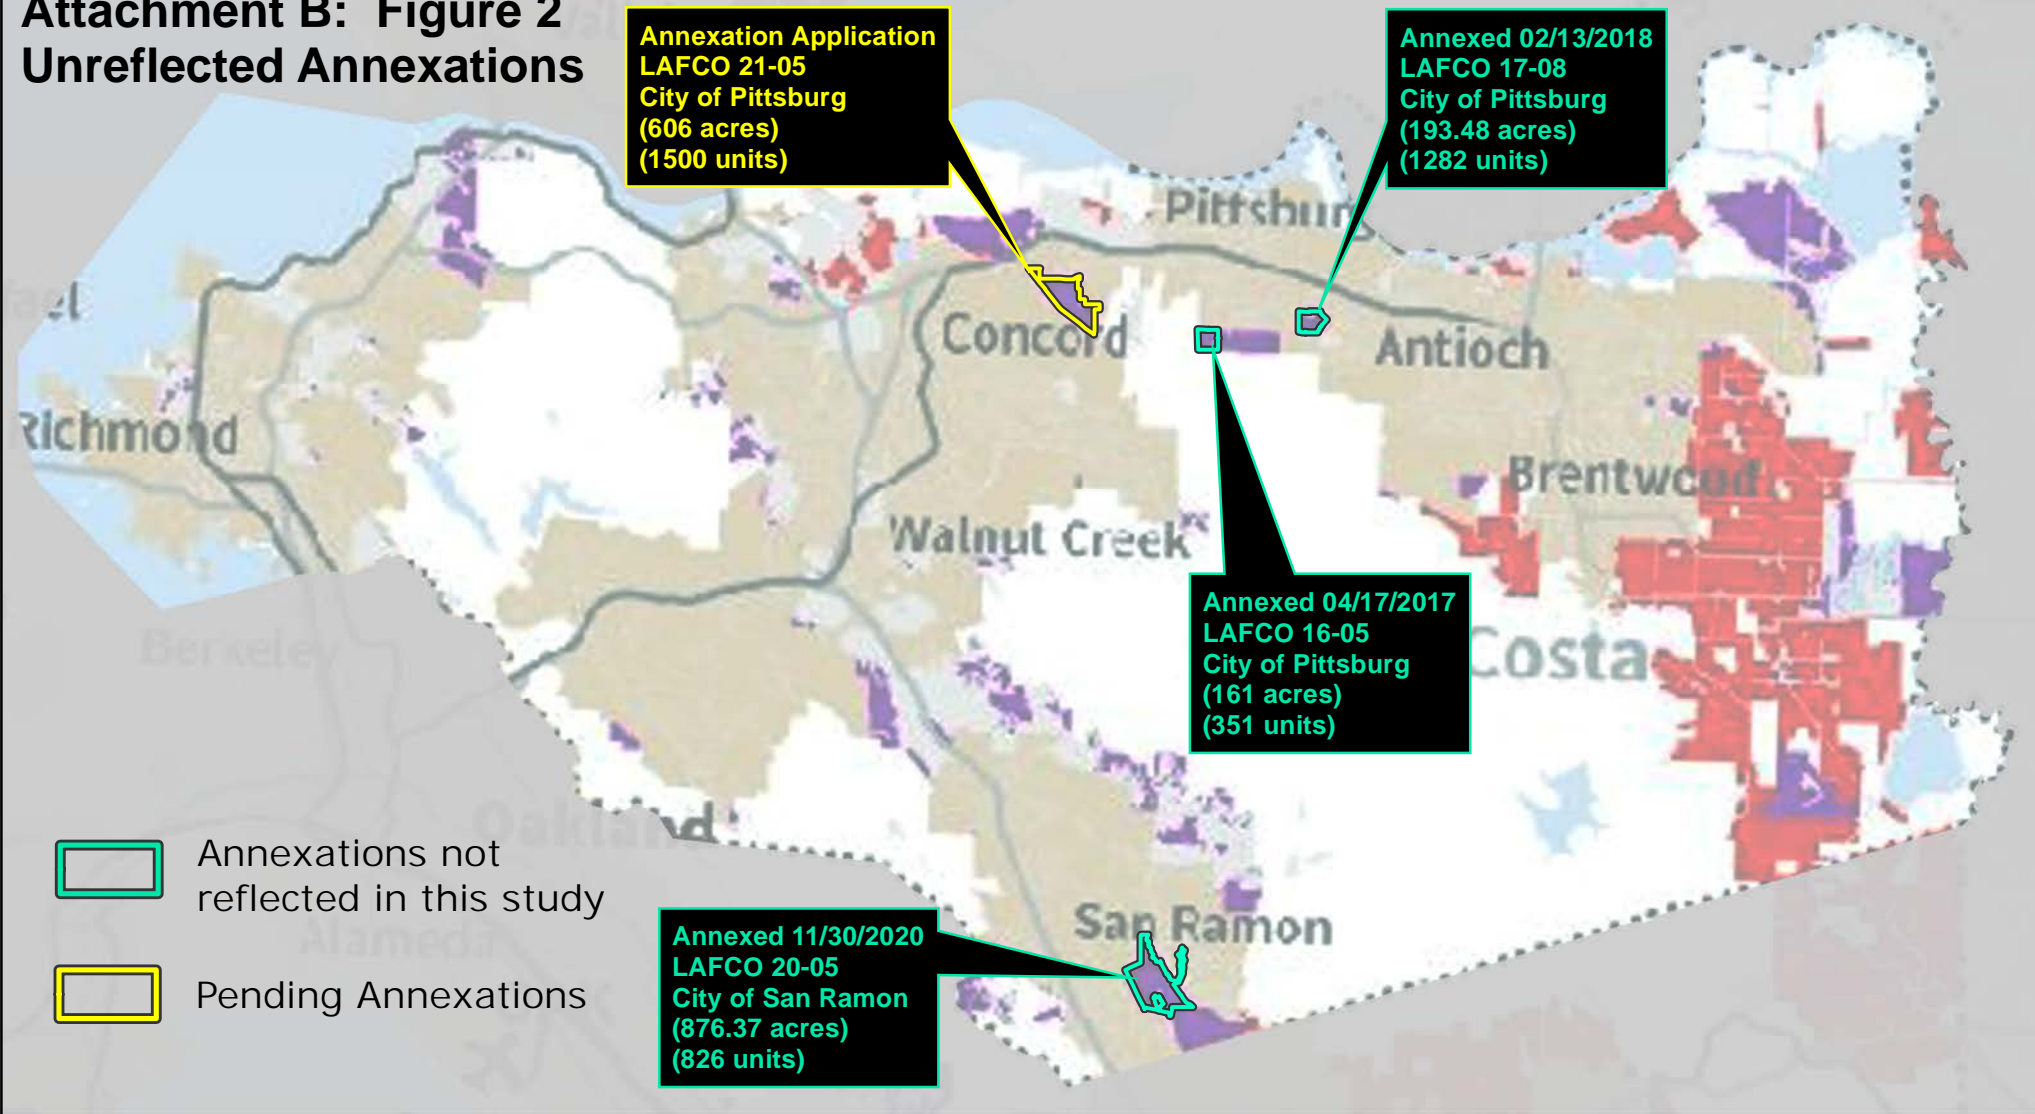 Attachment B: Figure 2
Unreflected Annexations
Annexation Application
LAFCO 21-05
City of Pittsburg
(606 acres)
(1500 units)
Annexed 02/13/2018
LAFCO 17-08
City of Pittsburg
(193.48 acres)
(1282 units)
Pittsburg
Concord
Antioch
Richmond
Brentwood
Walnut Creek
Annexed 04/17/2017
LAFCO 16-05
City of Pittsburg
(161 acres)
(351 units)
Costa
Berkeley
Oakland
Annexations not
reflected in this study
Alameda
San Ramon
Annexed 11/30/2020
LAFCO 20-05
City of San Ramon
(876.37 acres)
(826 units)
Pending Annexations